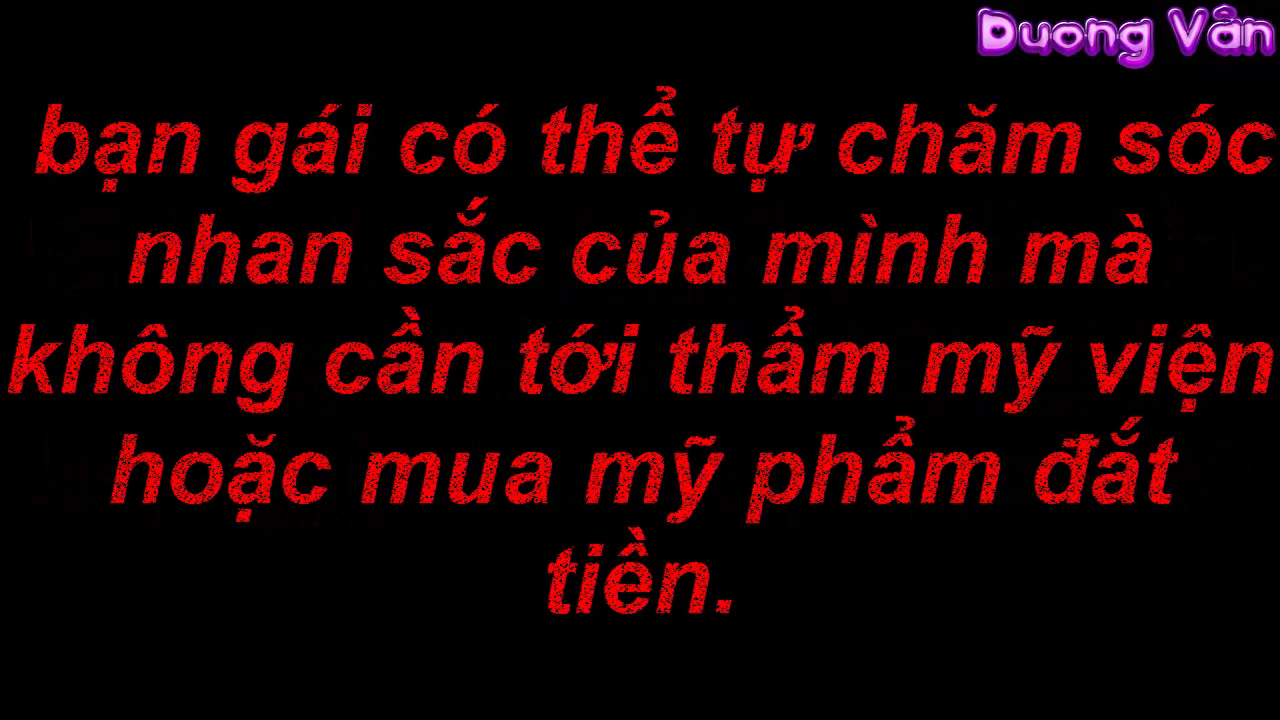 Duong Vân
bạn gái có thể tự chăm sóc
nhan sắc của mình mà
không cần tới thẩm mỹ viện
hoặc mua mỹ phẩm đắt
tiền.